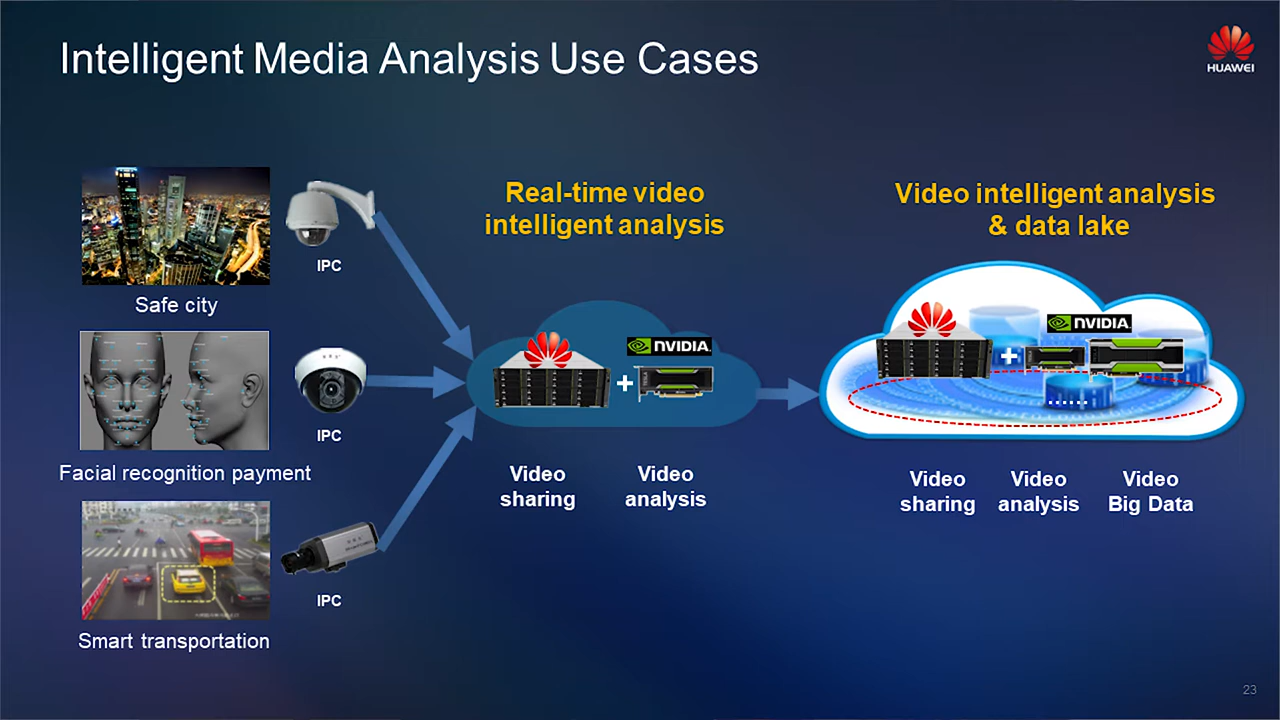 Intelligent Media Analysis Use Cases
HUAWEI
IPC
Safe city
IPC
Facial recognition payment
IPC
Smart transportation
Real-time video
intelligent analysis
NVIDIA.
+
Video
sharing
Video
analysis
Video intelligent analysis
& data lake
NVIDIA.
+
......
Video
sharing
Video
analysis
Video
Big Data
23